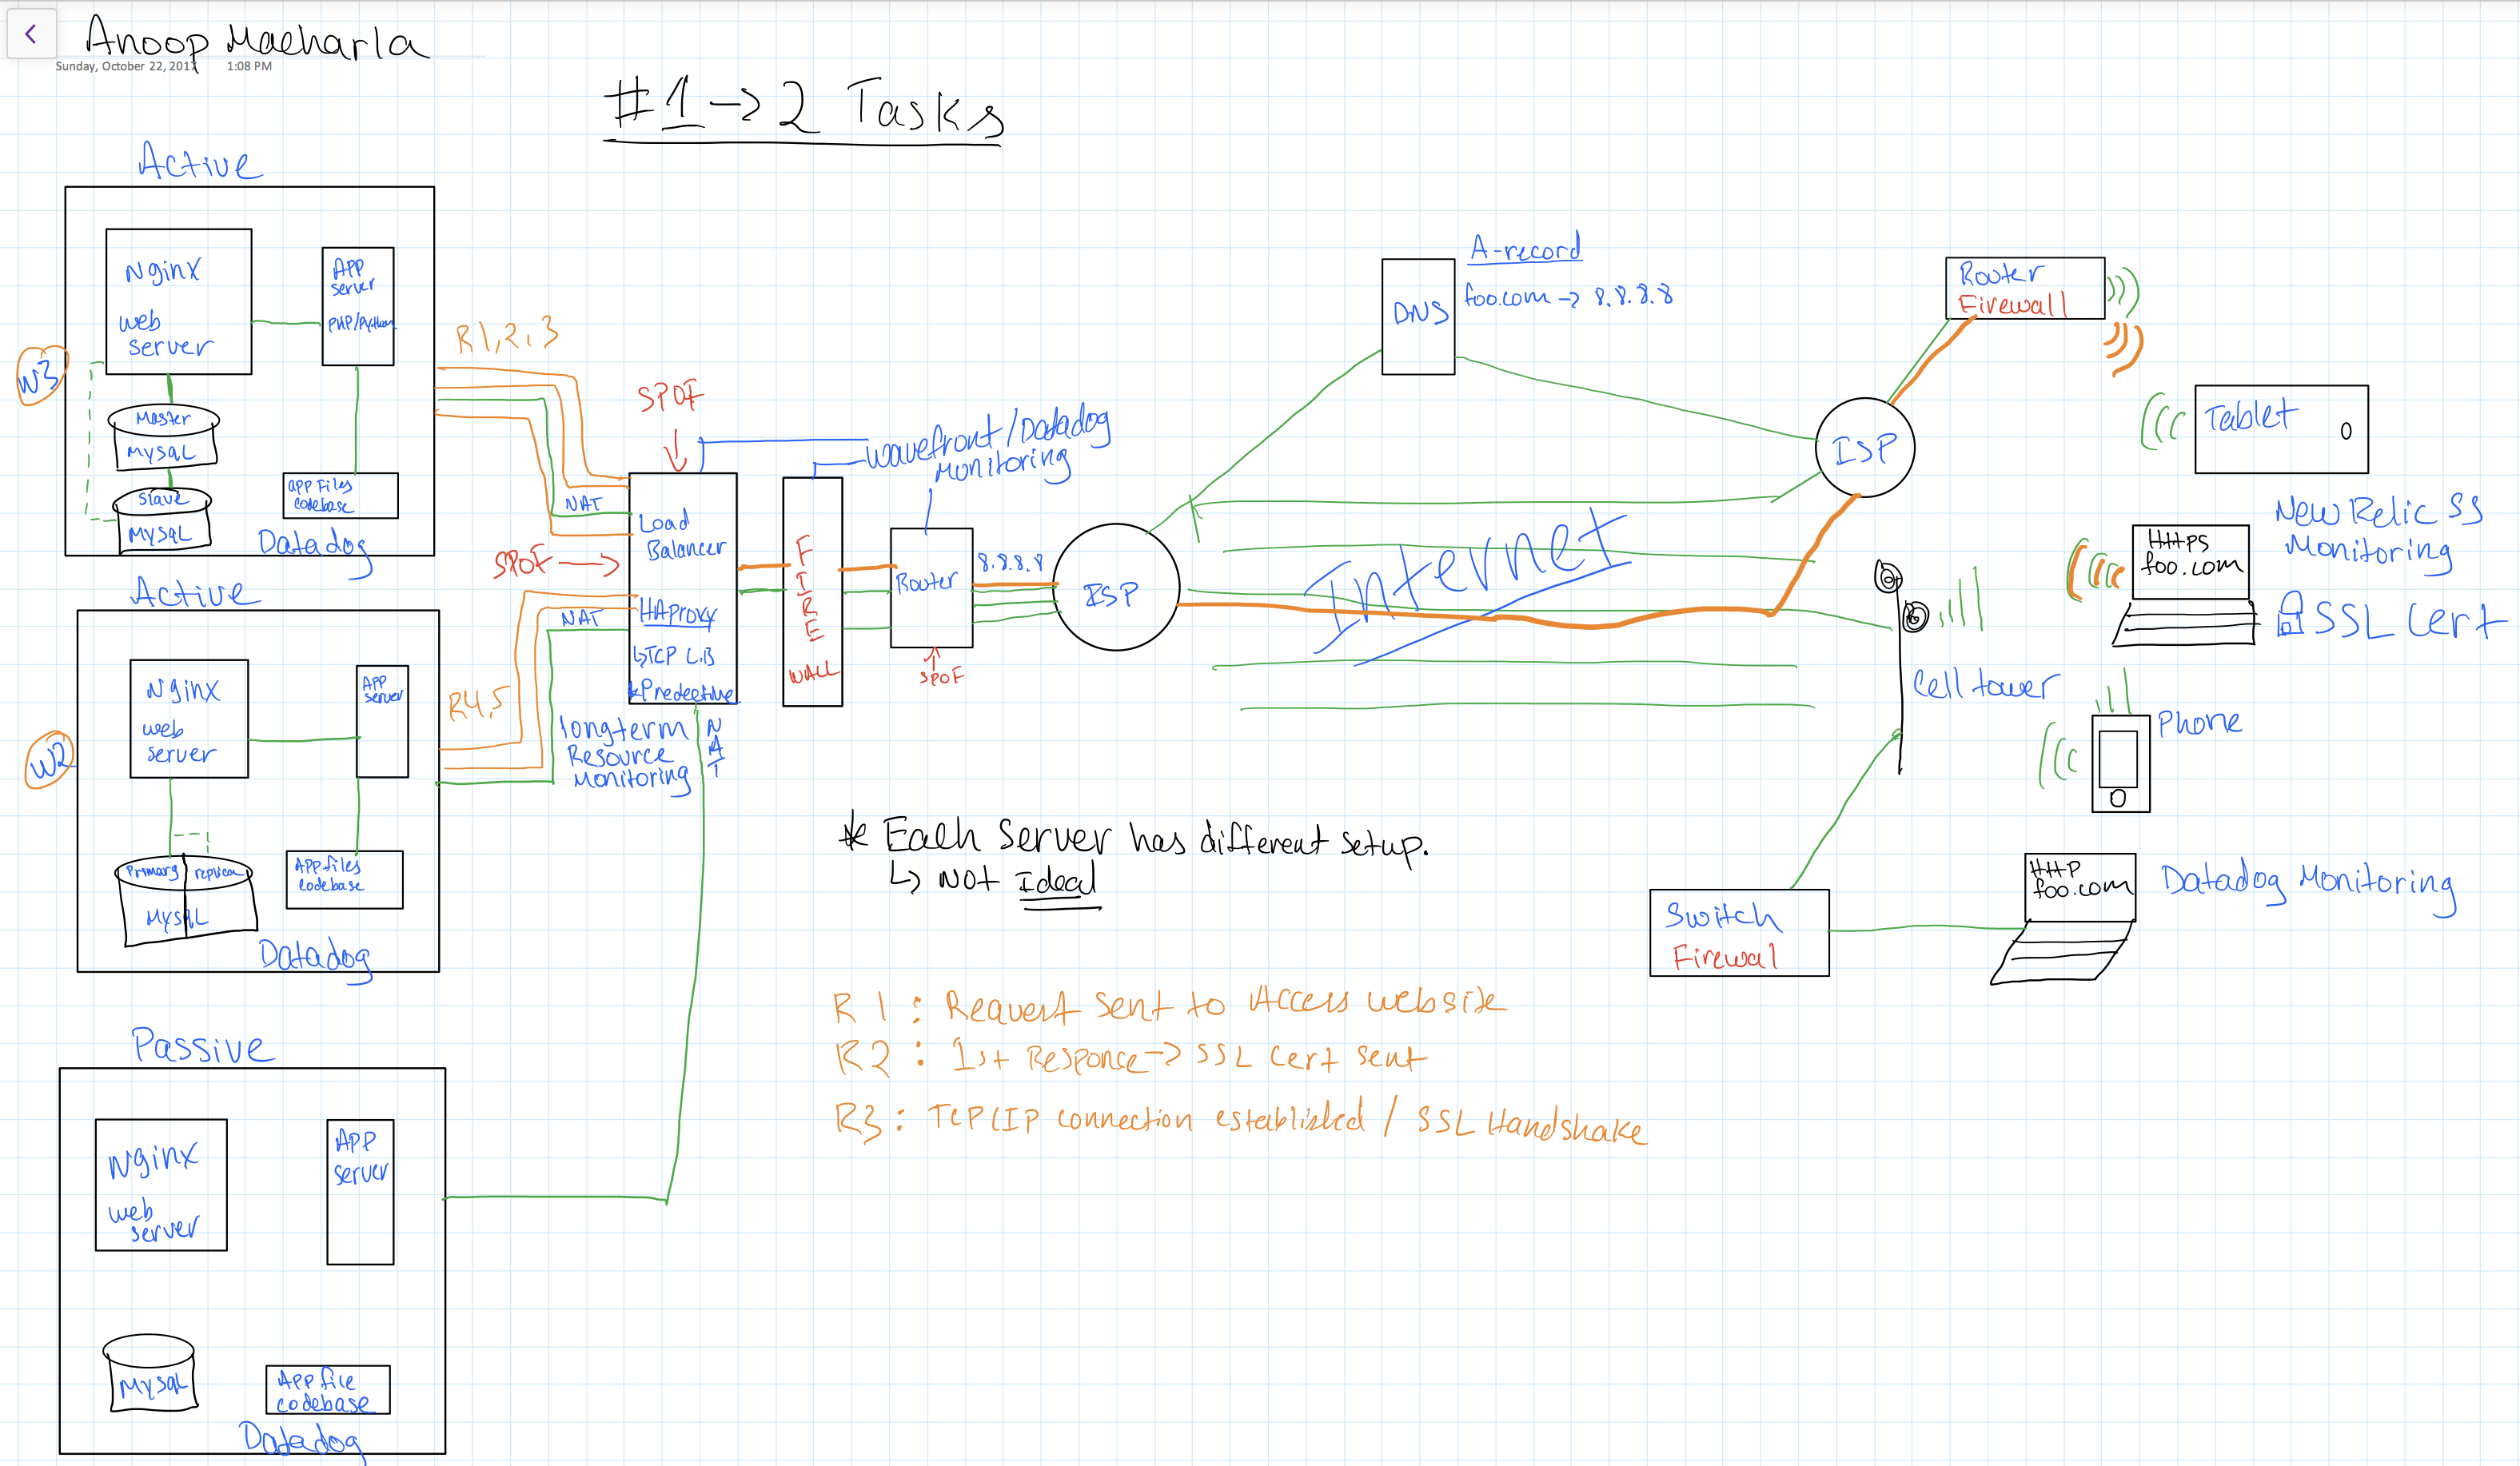 Anoop Macharla
Sunday, October 22, 2017 1:08 PM
#1 -> 2 Tasks
Active
Nginx
web
server
APP
server
PHP/Python
W3
Master
MYSQL
Slave
MYSQL
app files
codebase
Datadog
R1, 2, 3
NAT
SPOF
SPOF
Load
Balancer
HAproxy
↳TCP LB
Wavefront/Datadog
Monitoring
FIRE
WALL
Router
SPOF
8.8.8.8
ISP
DNS
A-record
foo.com -> 8.8.8.8
Internet
ISP
Router
Firewall
Tablet
HTTPS
foo.com
New Relic SS
Monitoring
SSL Cert
Cell tower
Phone
HTTP
foo.com
Datadog Monitoring
Switch
Firewal
Active
Nginx
web
server
APP
server
W2
Primary replica
MYSQL
APP files
codebase
Datadog
R4,5
NAT
longterm
Resource
Monitoring
NAT
* Each Server has different setup.
↳ NOT Ideal
R1 : Request sent to Access website
R2 : 1st Responce -> SSL cert sent
R3 : TCP/IP connection established / SSL Handshake
Passive
Nginx
web
server
APP
server
MYSQL
APP file
codebase
Datadog